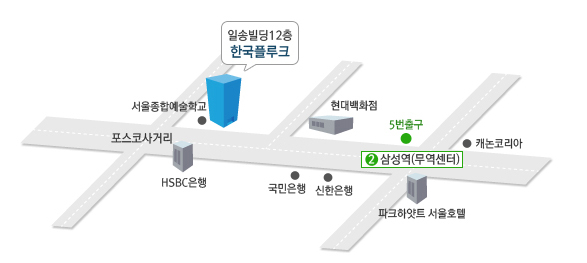 일송빌딩12층
한국플루크
서울종합예술학교
현대백화점
5번출구
포스코사거리
캐논코리아
2 삼성역(무역센터)
HSBC은행
국민은행
신한은행
파크하얏트 서울호텔